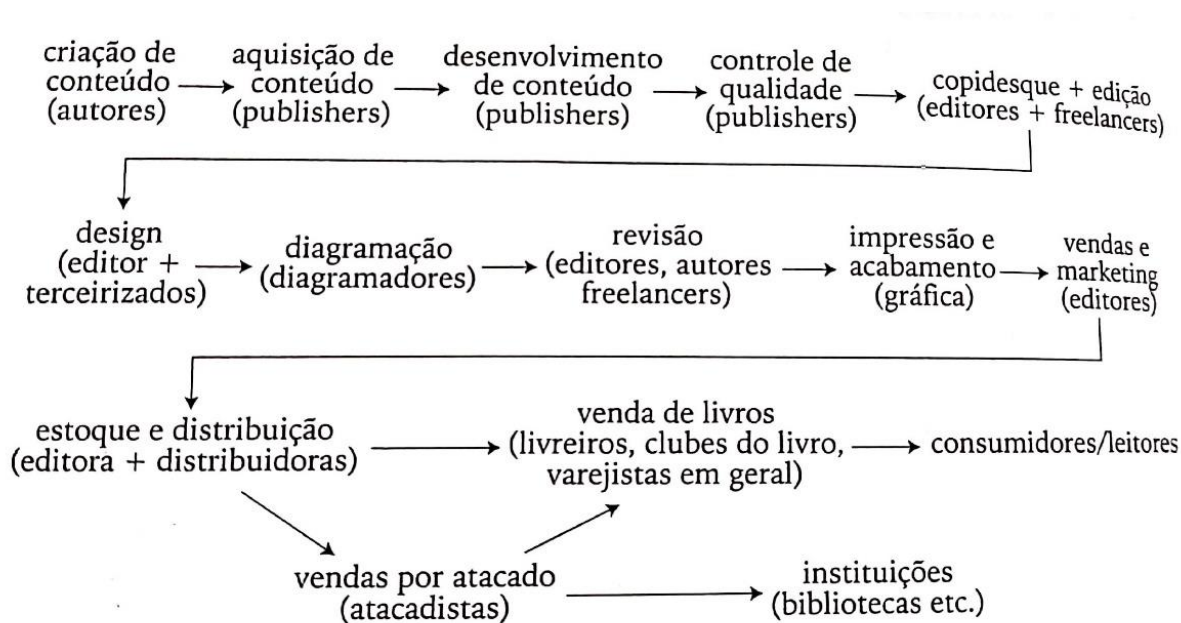 criação de
conteúdo
(autores)
aquisição de
conteúdo
(publishers)
desenvolvimento
de conteúdo
(publishers)
controle de
qualidade
(publishers)
copidesque + edição
(editores + freelancers)
design
(editor +
terceirizados)
diagramação
(diagramadores)
revisão
(editores, autores
freelancers)
impressão e
acabamento
(gráfica)
vendas e
marketing
(editores)
estoque e distribuição
(editora + distribuidoras)
venda de livros
(livreiros, clubes do livro,
varejistas em geral)
consumidores/leitores
vendas por atacado
(atacadistas)
instituições
(bibliotecas etc.)